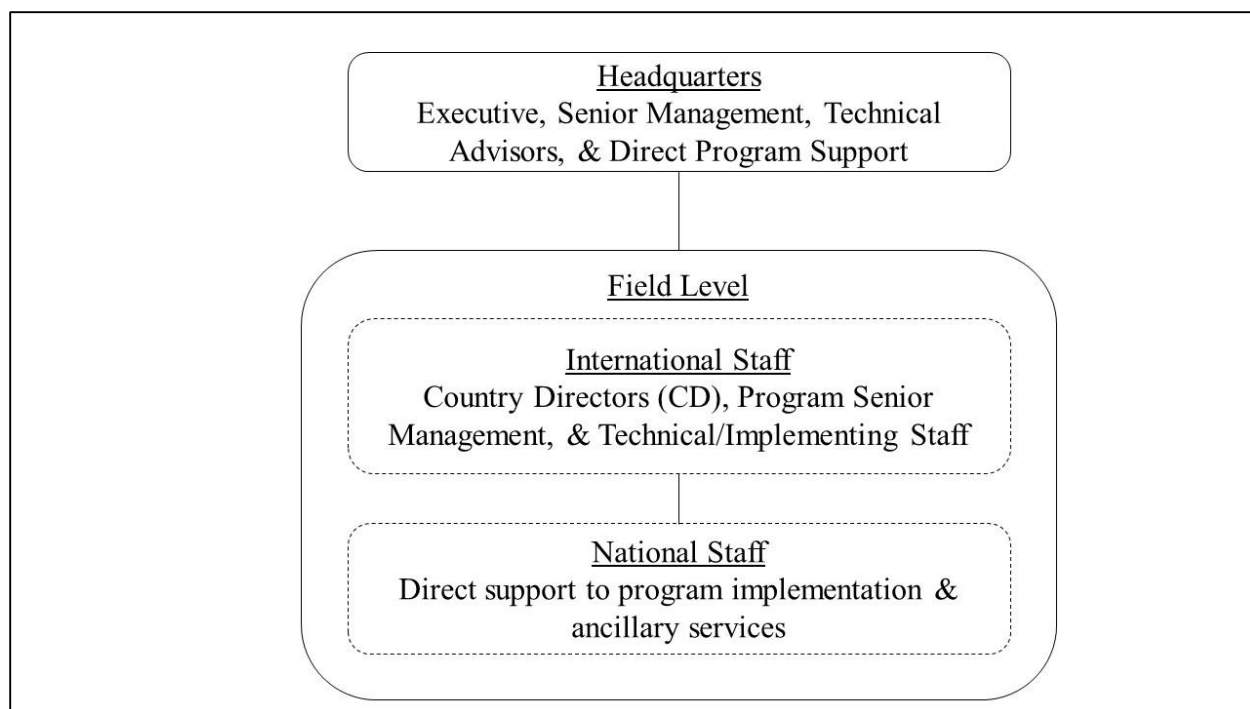 Headquarters
Executive, Senior Management, Technical
Advisors, & Direct Program Support
Field Level
International Staff
Country Directors (CD), Program Senior
Management, & Technical/Implementing Staff
National Staff
Direct support to program implementation &
ancillary services